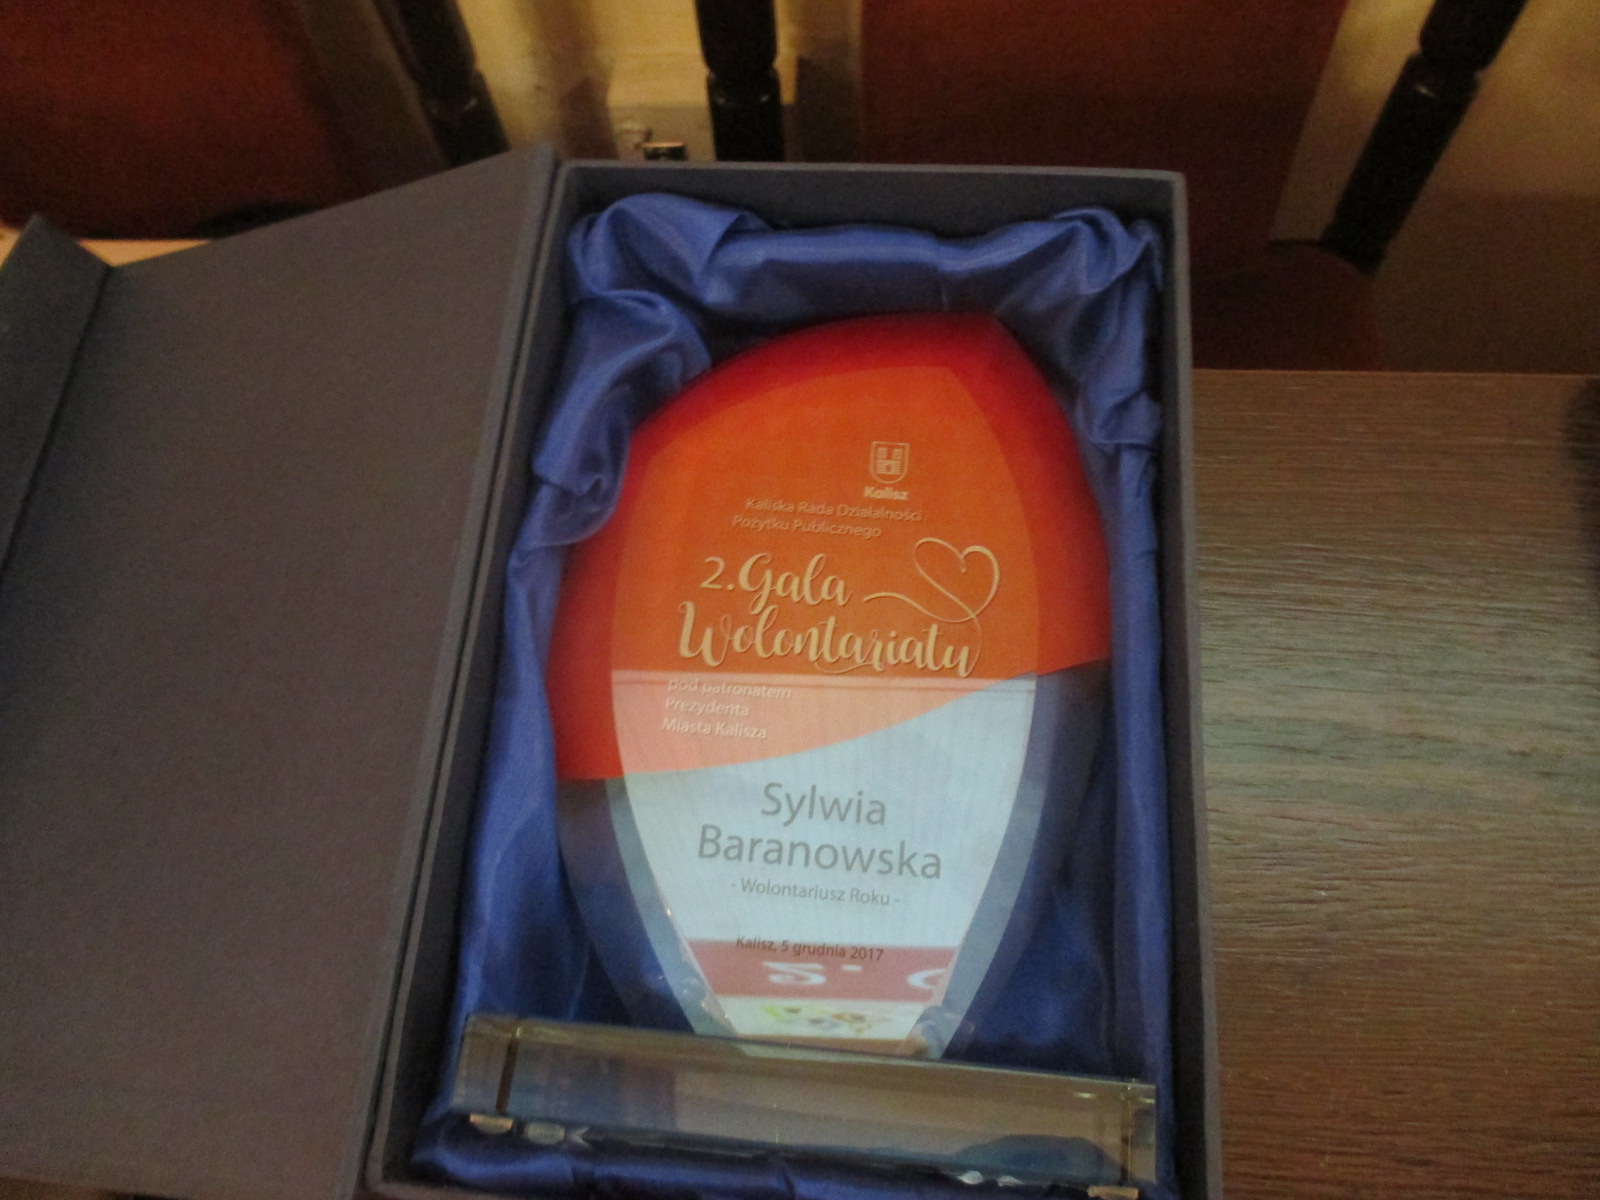 Kalisz
Kaliska Rada Działalności
Pożytku Publicznego
2. Gala
Wolontariatu
pod patronatem
Prezydenta
Miasta Kalisza
Sylwia
Baranowska
- Wolontariusz Roku -
Kalisz, 5 grudnia 2017